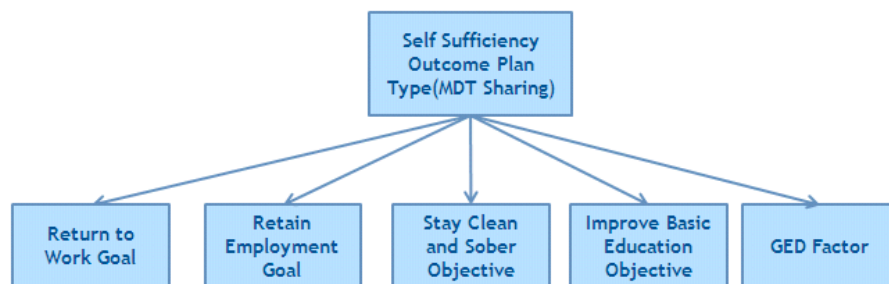 Self Sufficiency
Outcome Plan
Type(MDT Sharing)
Return to
Work Goal
Retain
Employment
Goal
Stay Clean
and Sober
Objective
Improve Basic
Education
Objective
GED Factor